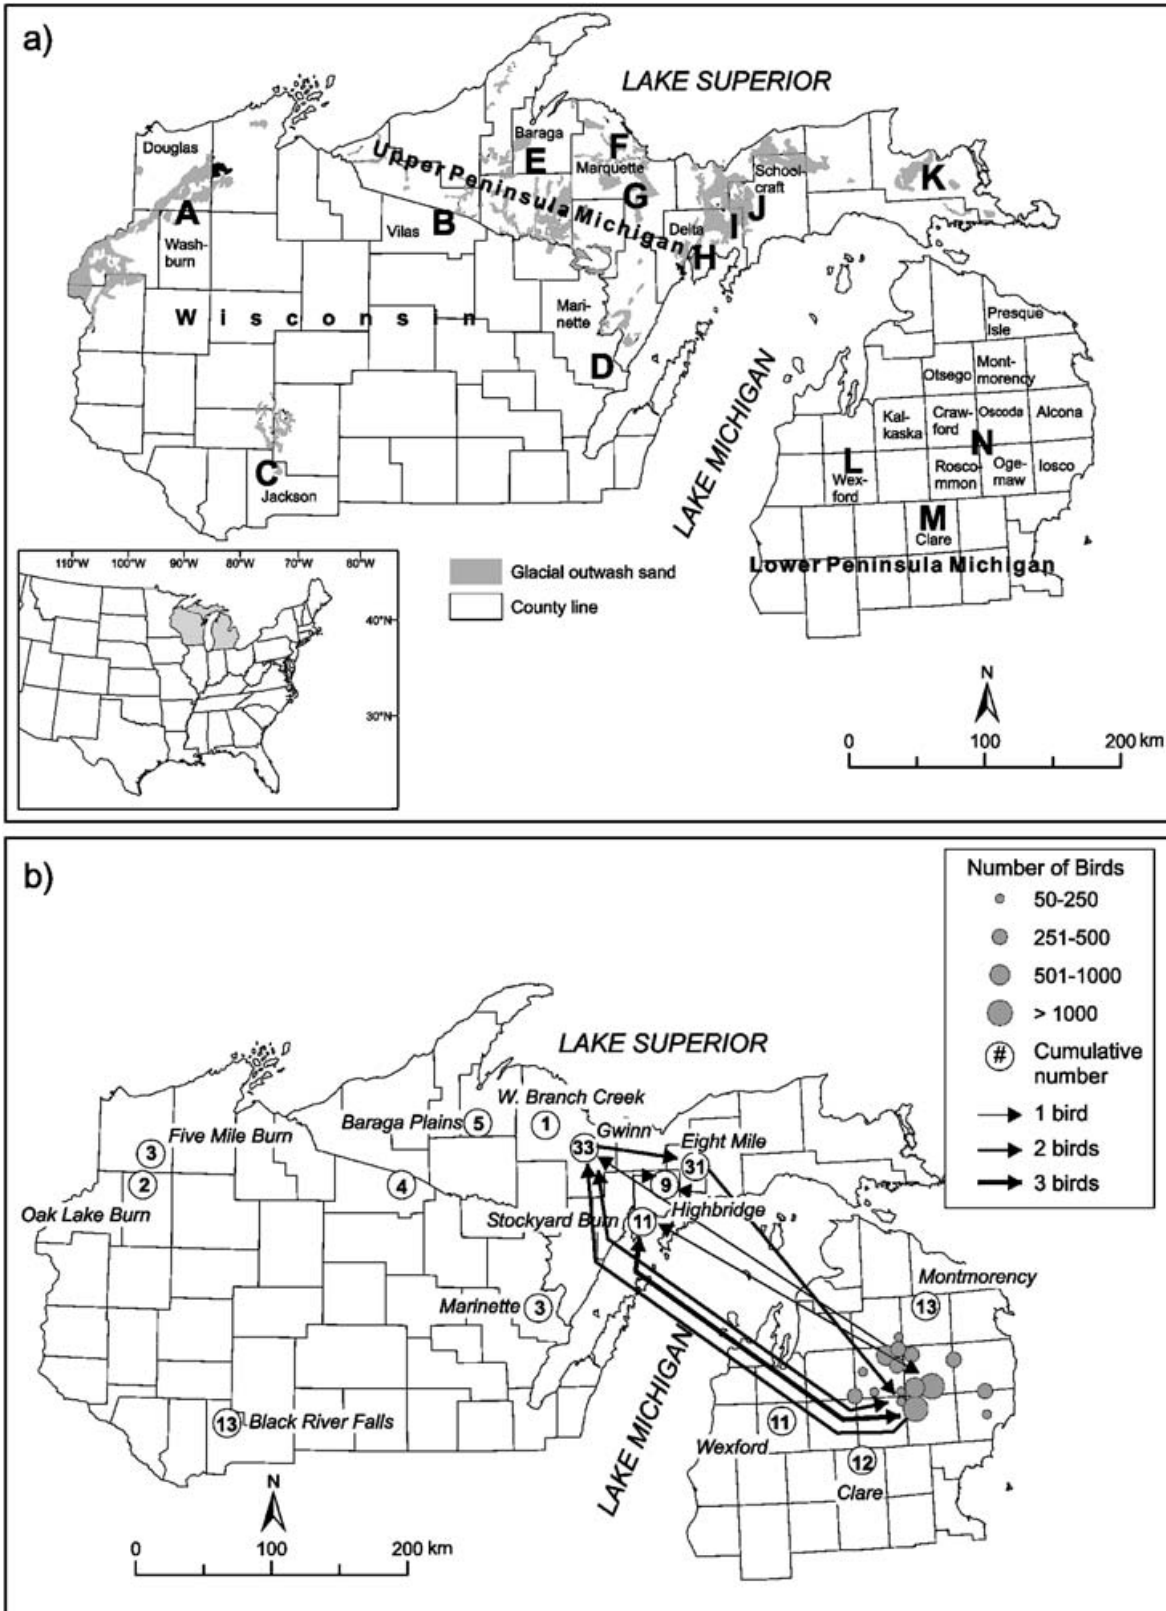 a)
LAKE SUPERIOR
Douglas
Baraga
E
F
Marquette
Upper Peninsula Michigan
School-
craft
K
G
A
Wash-
burn
Vilas
B
Delta
I
J
H
Wisconsin
Mari-
nette
D
LAKE MICHIGAN
Presque
Isle
Otsego
Mont-
morency
Kal-
kaska
Craw-
ford
Oscoda
Alcona
N
L
Wex-
ford
Rosco-
mmon
Oge-
maw
Iosco
C
Jackson
M
Clare
Lower Peninsula Michigan
110°W 100°W 90°W 80°W 70°W 60°W
40°N
30°N
Glacial outwash sand
County line
N
0 100 200 km
b)
Number of Birds
50-250
251-500
501-1000
> 1000
# Cumulative
number
1 bird
2 birds
3 birds
LAKE SUPERIOR
W. Branch Creek
1
Baraga Plains 5
Five Mile Burn
3
2
Oak Lake Burn
4
Gwinn
33
Eight Mile
31
9
Highbridge
Stockyard Burn 11
Marinette 3
Montmorency
13
LAKE MICHIGAN
13 Black River Falls
11
Wexford
12
Clare
N
0 100 200 km